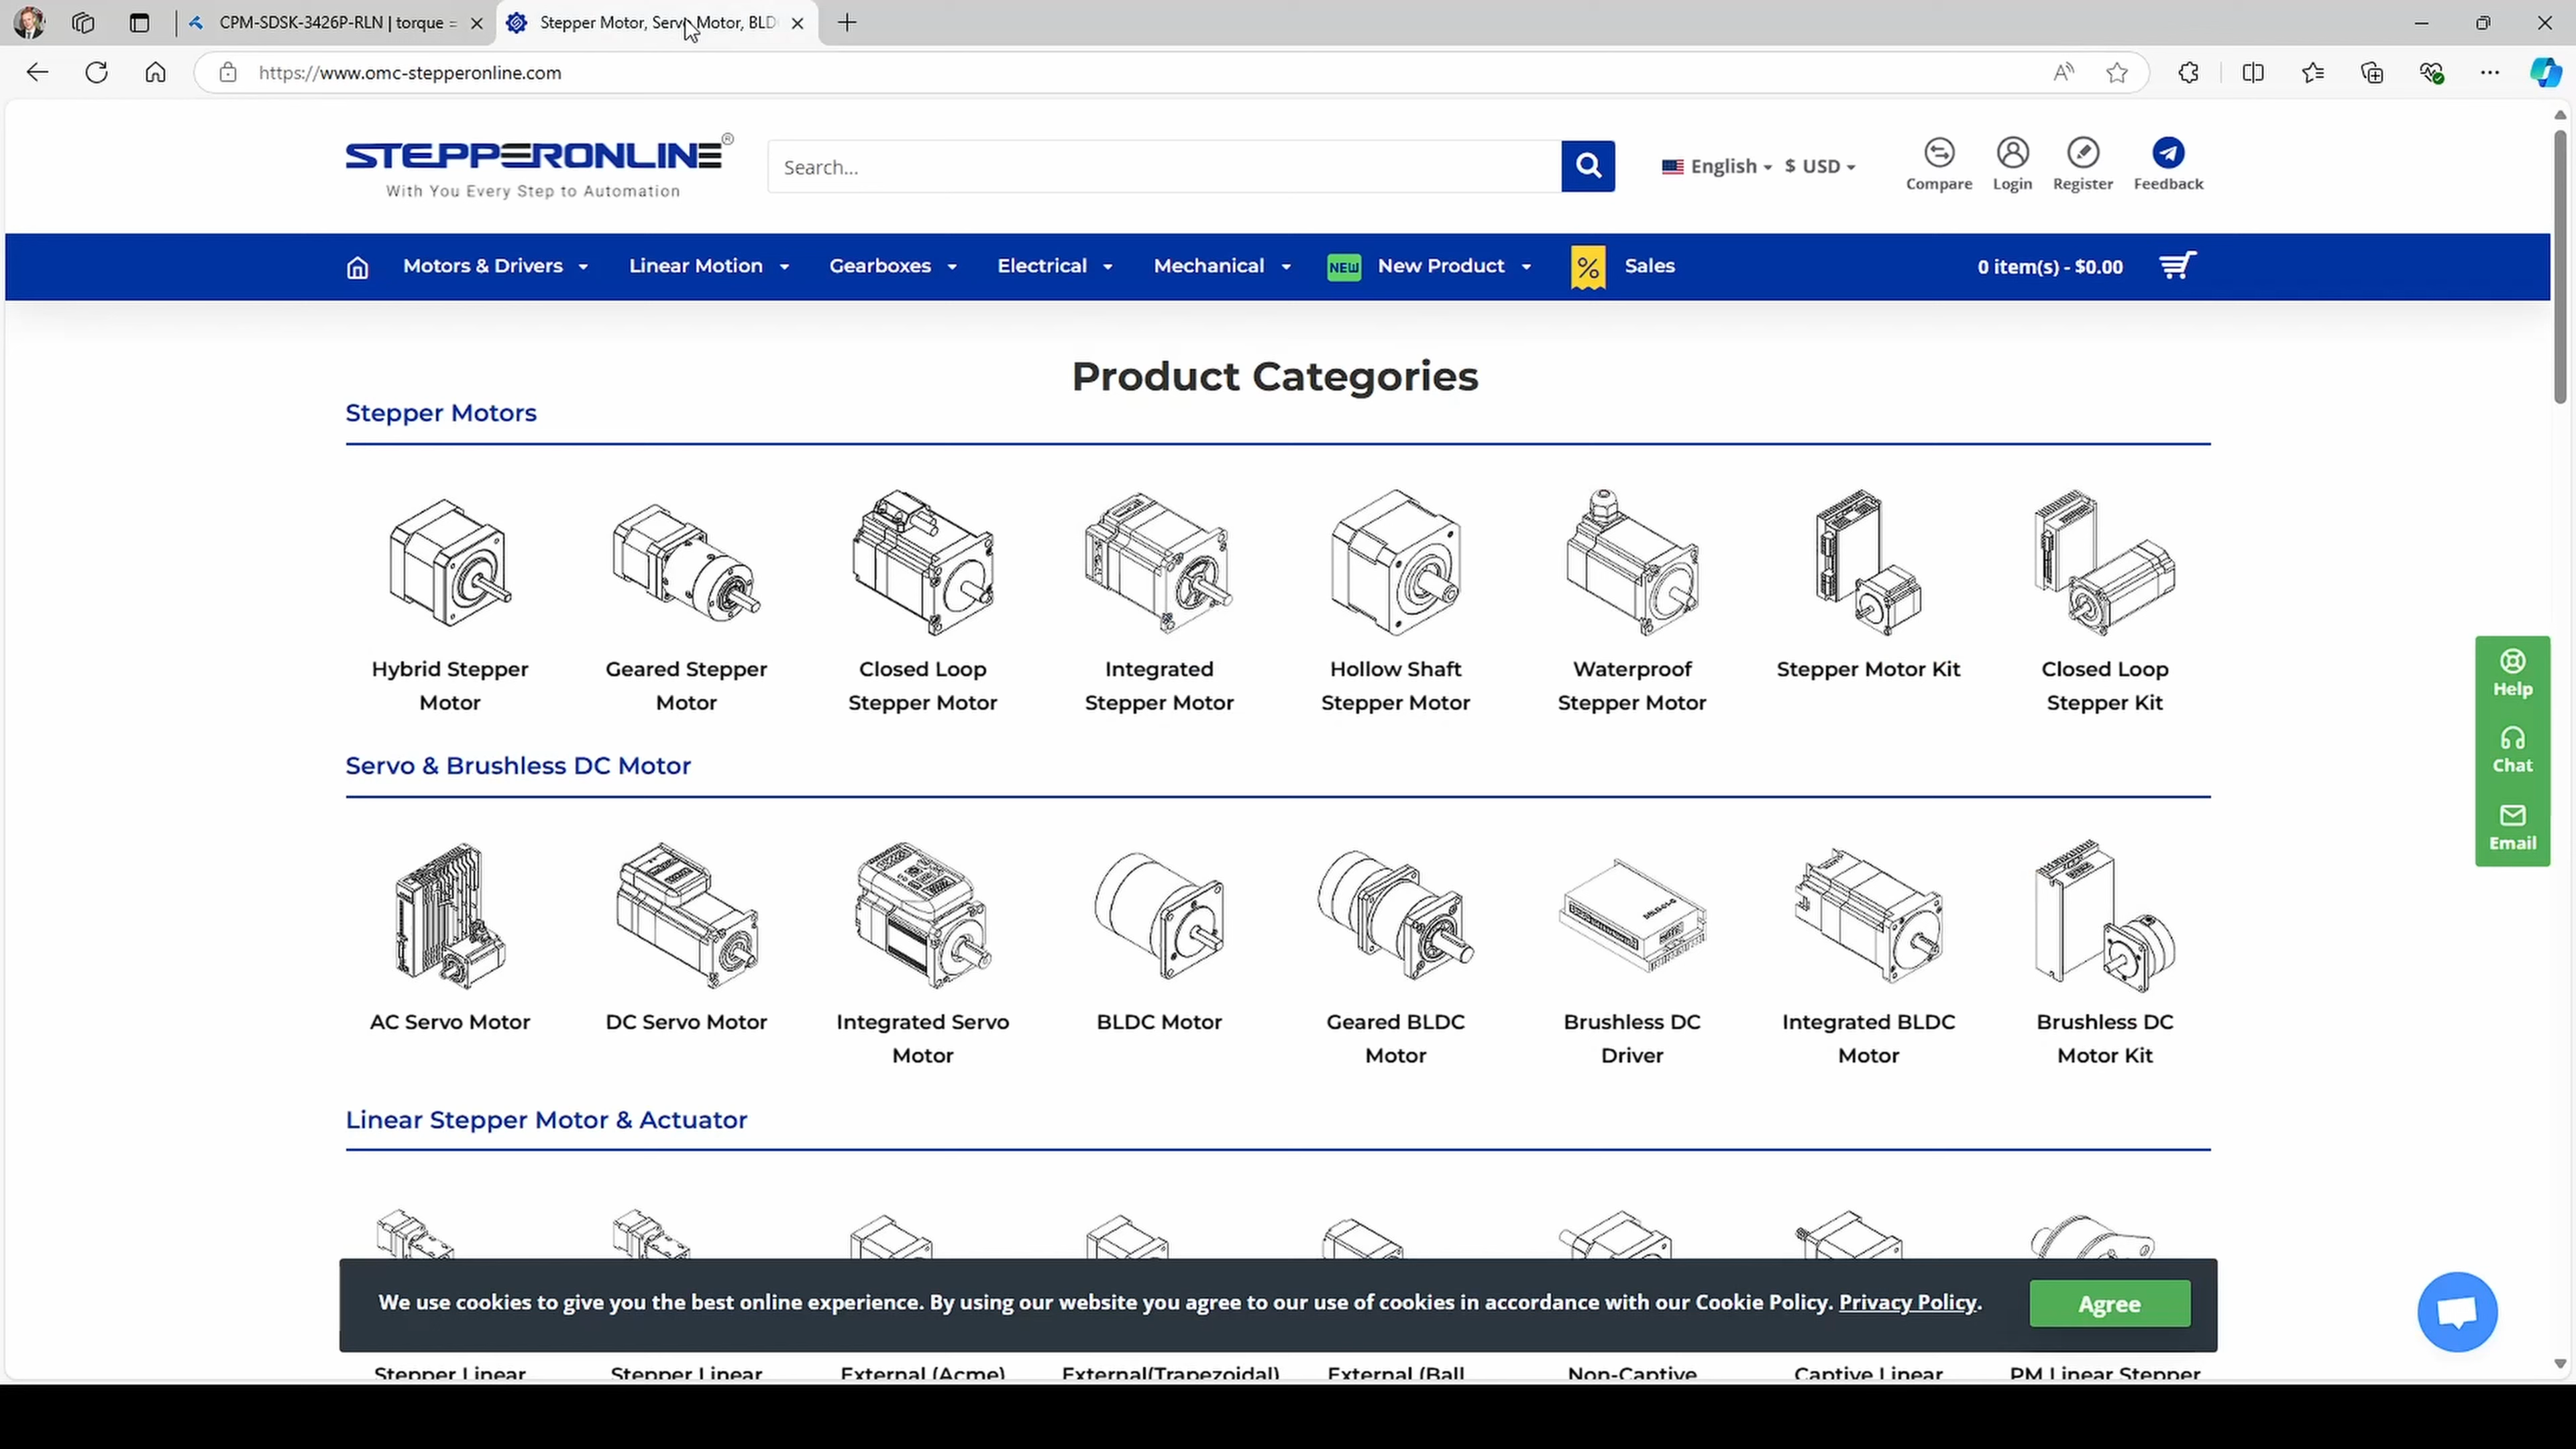 CPM-SDSK-3426P-RLN | torque =
Stepper Motor, Servo Motor, BLD
https://www.omc-stepperonline.com
STEPPERONLINE®
With You Every Step to Automation
Search...
English
$ USD
Compare
Login
Register
Feedback
Motors & Drivers
Linear Motion
Gearboxes
Electrical
Mechanical
NEW
New Product
%
Sales
0 item(s) - $0.00
Product Categories
Stepper Motors
Hybrid Stepper
Motor
Geared Stepper
Motor
Closed Loop
Stepper Motor
Integrated
Stepper Motor
Hollow Shaft
Stepper Motor
Waterproof
Stepper Motor
Stepper Motor Kit
Closed Loop
Stepper Kit
Help
Chat
Email
Servo & Brushless DC Motor
AC Servo Motor
DC Servo Motor
Integrated Servo
Motor
BLDC Motor
Geared BLDC
Motor
Brushless DC
Driver
Integrated BLDC
Motor
Brushless DC
Motor Kit
Linear Stepper Motor & Actuator
We use cookies to give you the best online experience. By using our website you agree to our use of cookies in accordance with our Cookie Policy. Privacy Policy.
Agree
Stepper Linear
Stepper Linear
External (Acme)
External(Trapezoidal)
External (Ball
Non-Captive
Captive Linear
PM Linear Stepper